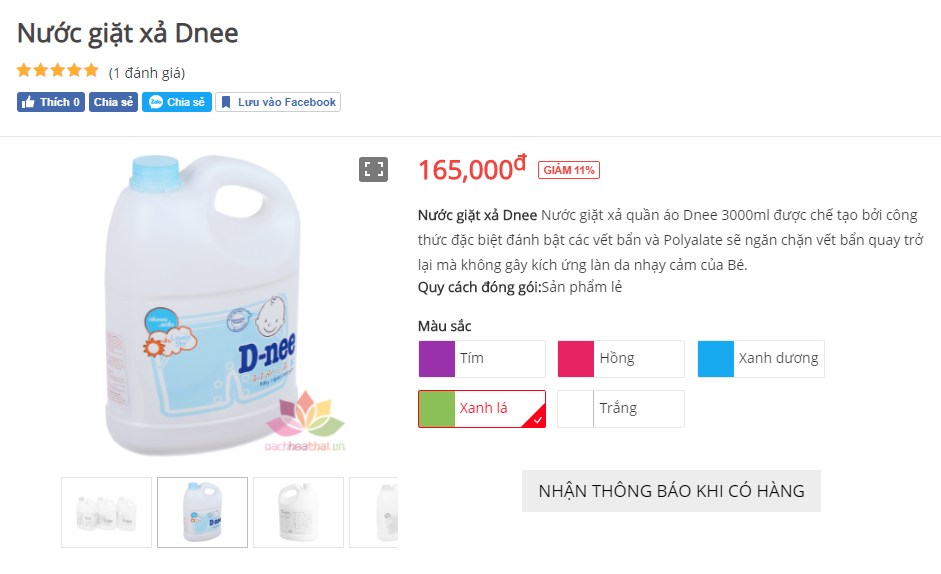 Nước giặt xả Dnee
(1 đánh giá)
Thích 0 Chia sẻ Zalo Chia sẻ Lưu vào Facebook
165,000đ GIẢM 11%
Nước giặt xả Dnee Nước giặt xả quần áo Dnee 3000ml được chế tạo bởi công
thức đặc biệt đánh bật các vết bẩn và Polyalate sẽ ngăn chặn vết bẩn quay trở
lại mà không gây kích ứng làn da nhạy cảm của Bé.
Quy cách đóng gói:Sản phẩm lẻ
Màu sắc
Tím Hồng Xanh dương
Xanh lá Trắng
NHẬN THÔNG BÁO KHI CÓ HÀNG
Lovely
Sky
D-nee
D-nee